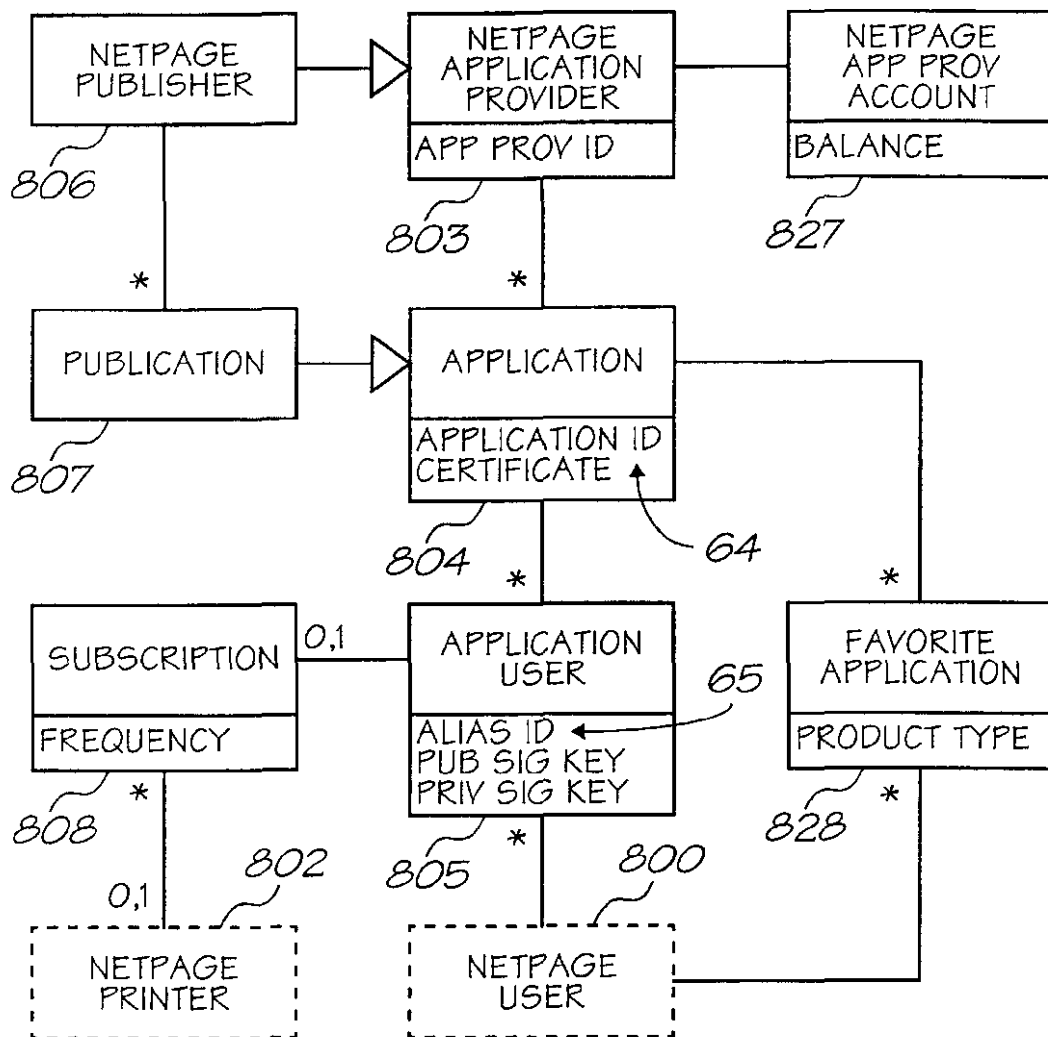 NETPAGE
PUBLISHER
806
NETPAGE
APPLICATION
PROVIDER
APP PROV ID
803
NETPAGE
APP PROV
ACCOUNT
BALANCE
827
*
*
PUBLICATION
807
APPLICATION
APPLICATION ID
CERTIFICATE
64
804
*
*
SUBSCRIPTION
FREQUENCY
808
0,1
APPLICATION
USER
ALIAS ID
PUB SIG KEY
PRIV SIG KEY
65
805
FAVORITE
APPLICATION
PRODUCT TYPE
828
*
*
*
0,1
802
NETPAGE
PRINTER
800
NETPAGE
USER